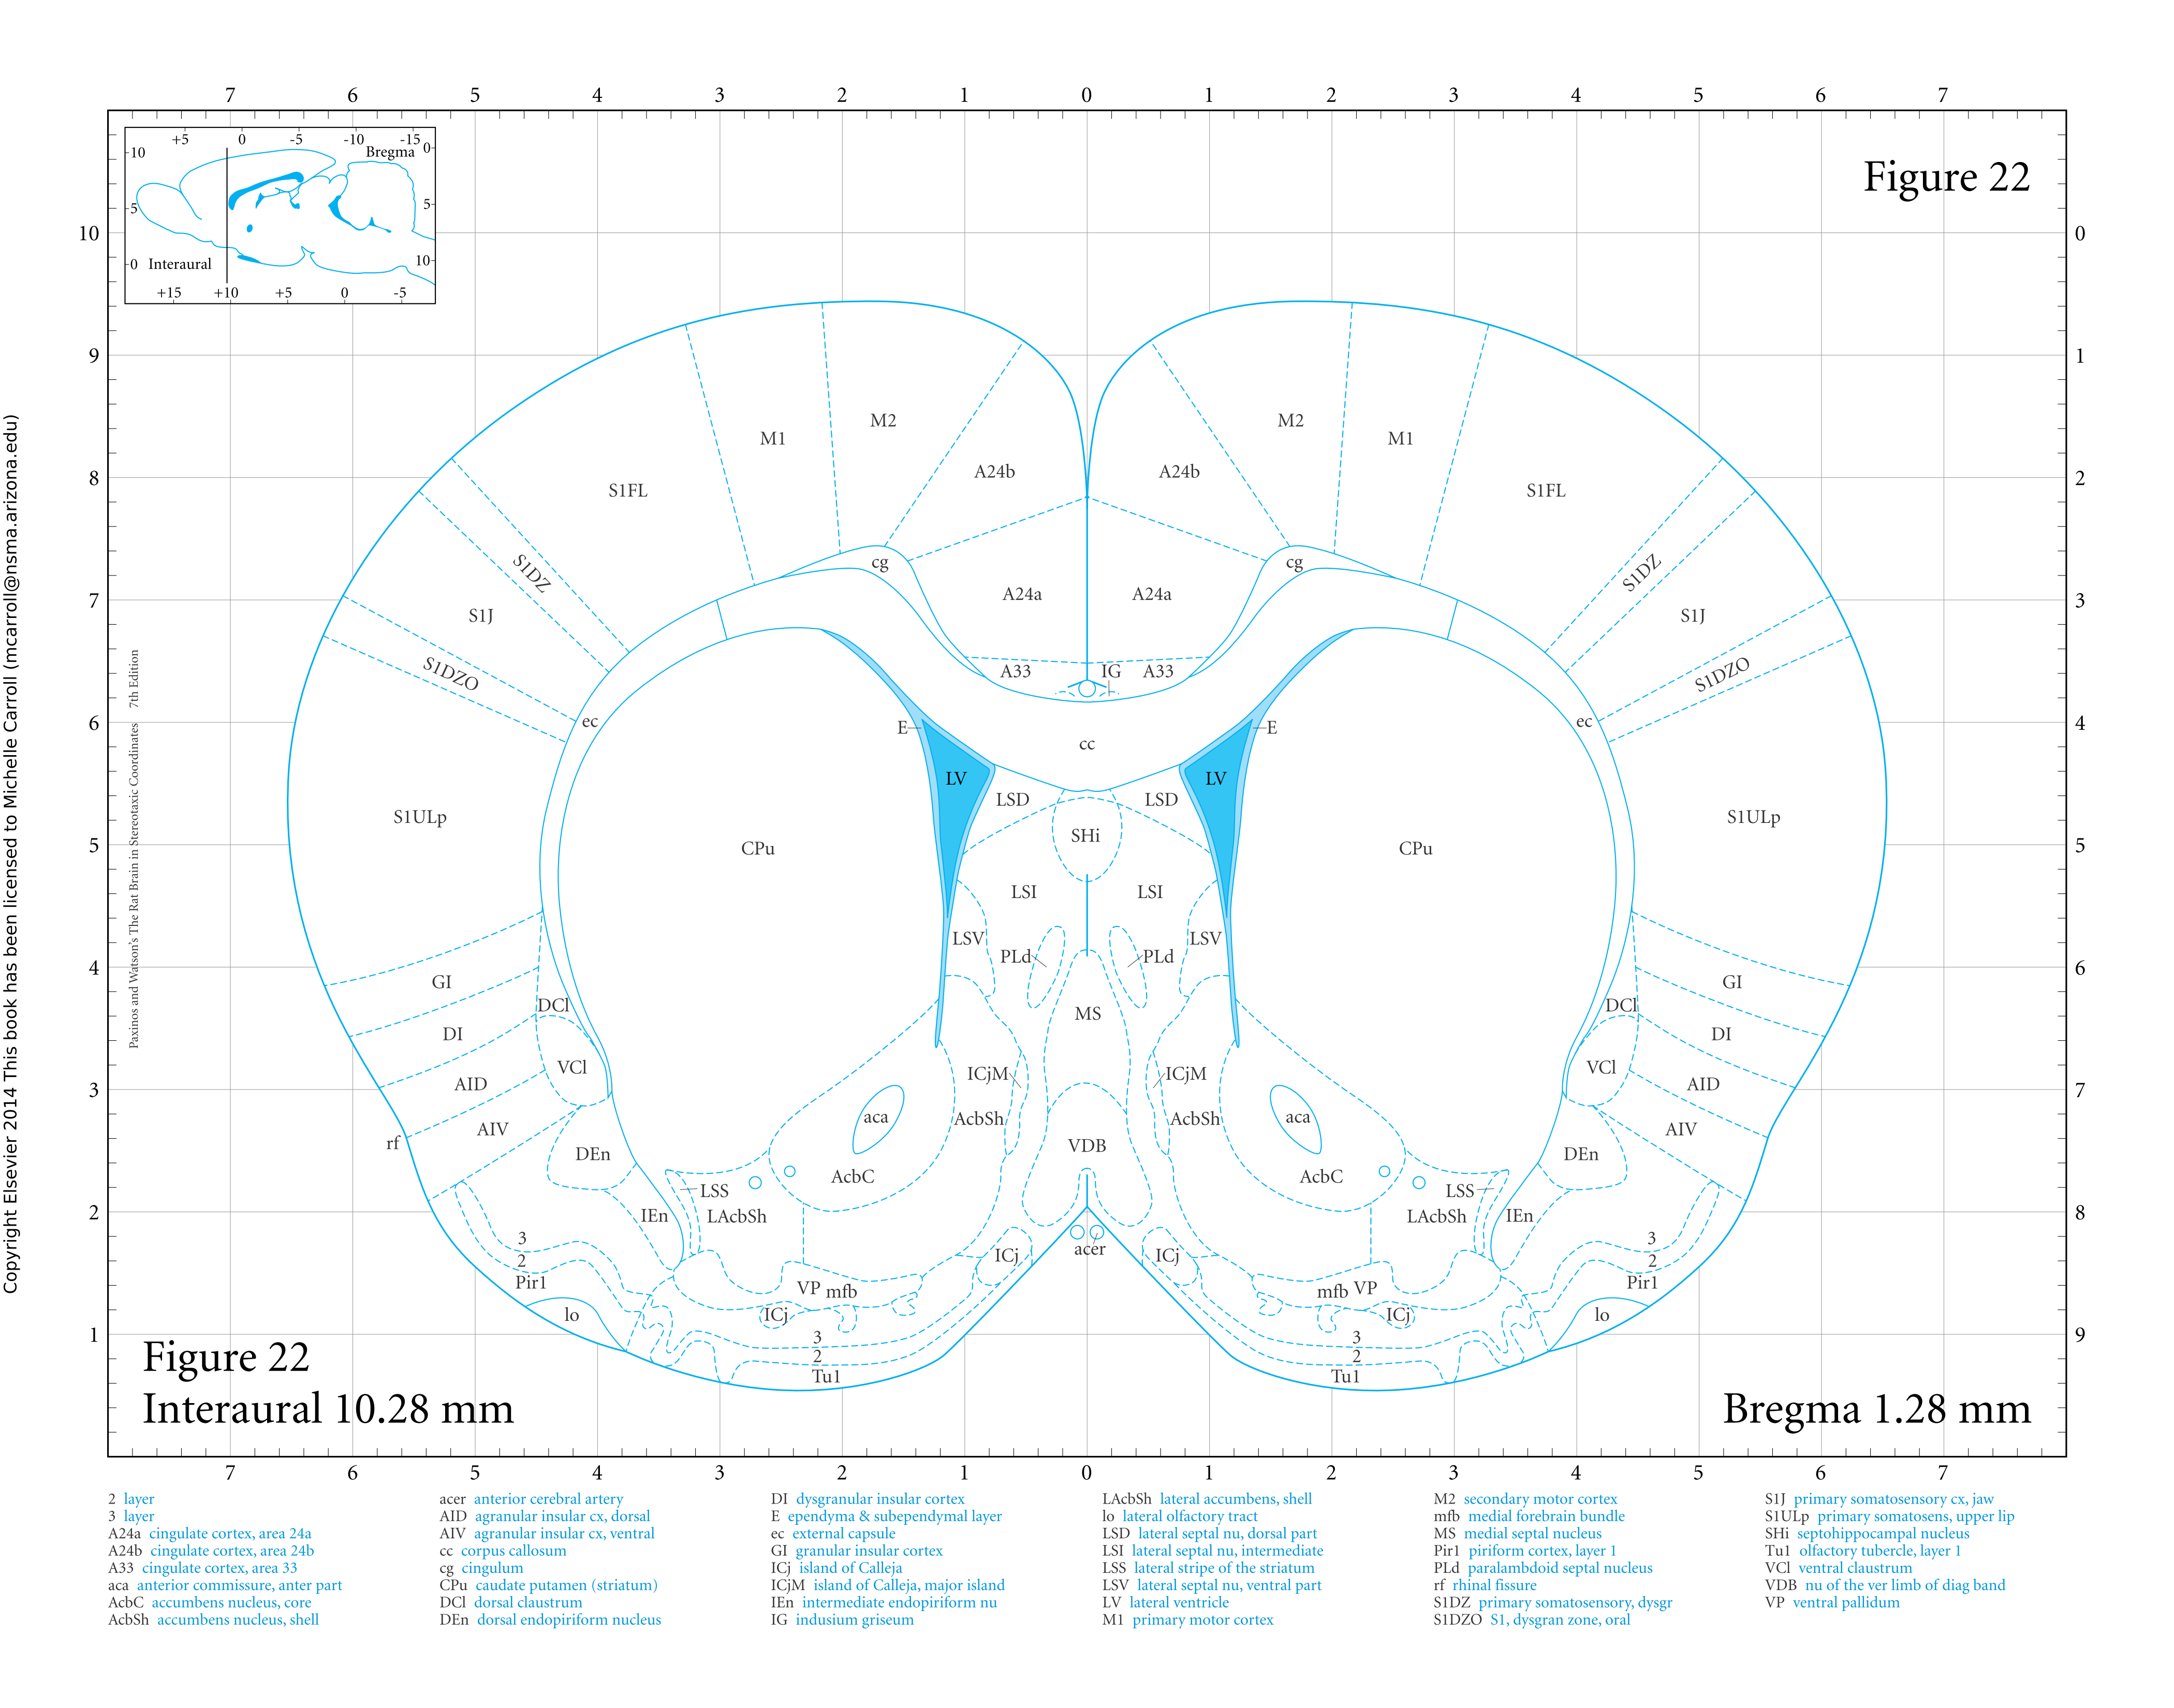 7 6 5 4 3 2 1 0 1 2 3 4 5 6 7
+5 0 -5 -10 -15
Bregma 0
10
5 5
0 Interaural 10
+15 +10 +5 0 -5
Figure 22
10 0
9 1
M2 M2
M1 M1
A24b A24b
8 2
S1FL S1FL
cg cg
S1DZ S1DZ
A24a A24a
7 3
S1J S1J
A33 IG A33
S1DZO S1DZO
6 ec ec 4
E E
cc
LV LV
LSD LSD
S1ULp S1ULp
SHi
5 CPu CPu 5
LSI LSI
LSV LSV
PLd PLd
4 6
GI GI
DCl DCl
MS
DI DI
VCl VCl
ICjM ICjM
3 AID AID 7
aca AcbSh AcbSh aca
rf AIV AIV
VDB
DEn DEn
AcbC AcbC
LSS LSS
2 IEn LAcbSh LAcbSh IEn 8
3 3
acer
ICj ICj
2 2
Pir1 Pir1
VP mfb mfb VP
lo ICj ICj lo
1 3 3 9
2 2
Tu1 Tu1
Figure 22
Interaural 10.28 mm
Bregma 1.28 mm
7 6 5 4 3 2 1 0 1 2 3 4 5 6 7
Copyright Elsevier 2014 This book has been licensed to Michelle Carroll (mcarroll@nsma.arizona.edu)
Paxinos and Watson's The Rat Brain in Stereotaxic Coordinates 7th Edition
2 layer
3 layer
A24a cingulate cortex, area 24a
A24b cingulate cortex, area 24b
A33 cingulate cortex, area 33
aca anterior commissure, anter part
AcbC accumbens nucleus, core
AcbSh accumbens nucleus, shell
acer anterior cerebral artery
AID agranular insular cx, dorsal
AIV agranular insular cx, ventral
cc corpus callosum
cg cingulum
CPu caudate putamen (striatum)
DCl dorsal claustrum
DEn dorsal endopiriform nucleus
DI dysgranular insular cortex
E ependyma & subependymal layer
ec external capsule
GI granular insular cortex
ICj island of Calleja
ICjM island of Calleja, major island
IEn intermediate endopiriform nu
IG indusium griseum
LAcbSh lateral accumbens, shell
lo lateral olfactory tract
LSD lateral septal nu, dorsal part
LSI lateral septal nu, intermediate
LSS lateral stripe of the striatum
LSV lateral septal nu, ventral part
LV lateral ventricle
M1 primary motor cortex
M2 secondary motor cortex
mfb medial forebrain bundle
MS medial septal nucleus
Pir1 piriform cortex, layer 1
PLd paralambdoid septal nucleus
rf rhinal fissure
S1DZ primary somatosensory, dysgr
S1DZO S1, dysgran zone, oral
S1J primary somatosensory cx, jaw
S1ULp primary somatosens, upper lip
SHi septohippocampal nucleus
Tu1 olfactory tubercle, layer 1
VCl ventral claustrum
VDB nu of the ver limb of diag band
VP ventral pallidum